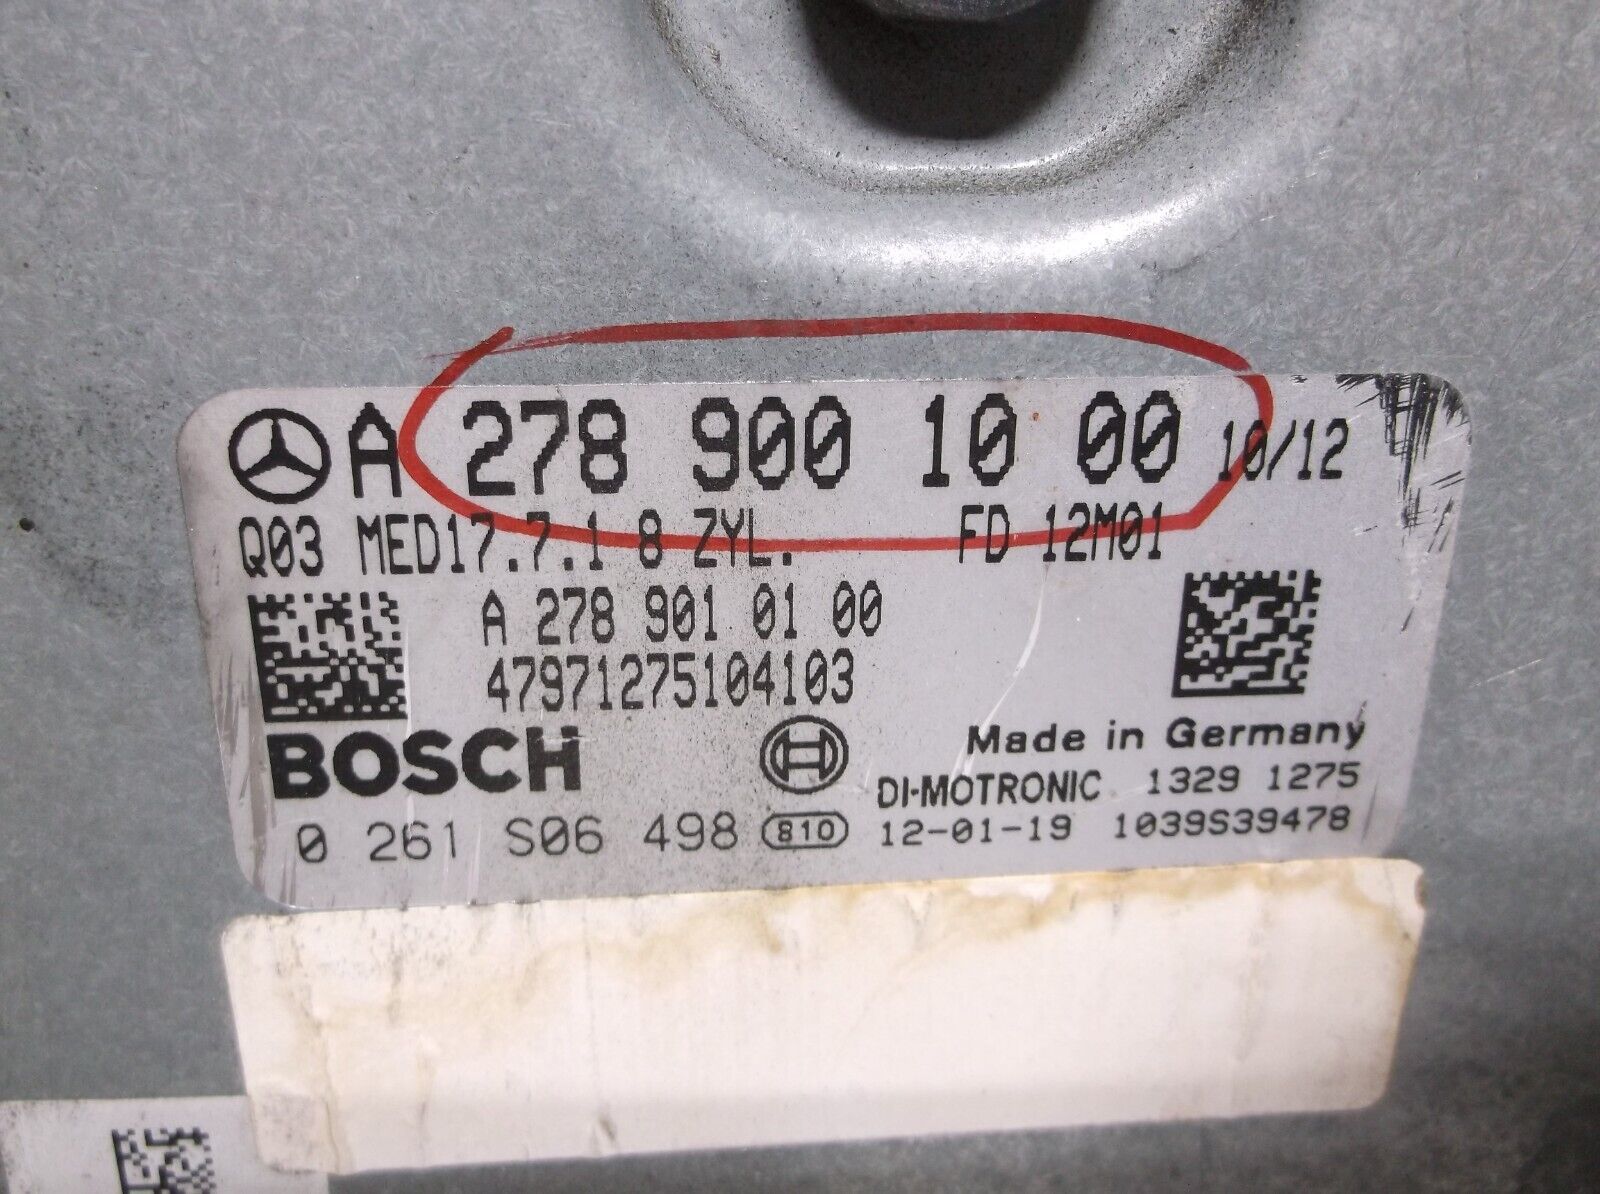 A 278 900 10 00 10/12
Q03 MED17.7.1 8 ZYL. FD 12M01
A 278 901 01 00
47971275104103
BOSCH
Made in Germany
DI-MOTRONIC 1329 1275
0 261 S06 498 810 12-01-19 1039S39478